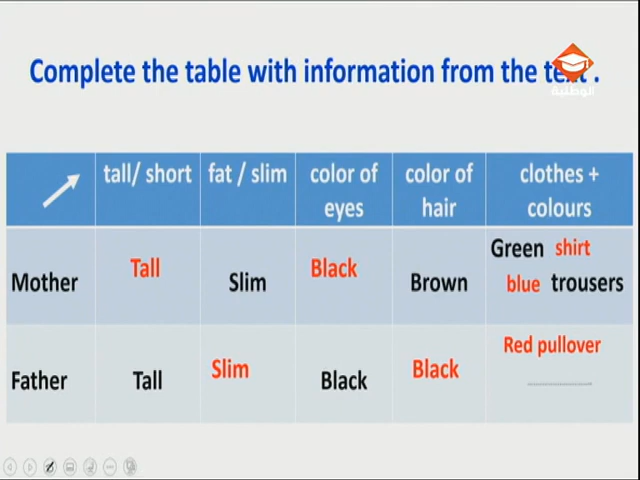 Complete the table with information from the text .
الوطنية
tall/ short fat / slim color of eyes color of hair clothes + colours
Mother Tall Slim Black Brown Green shirt blue trousers
Father Tall Slim Black Black Red pullover